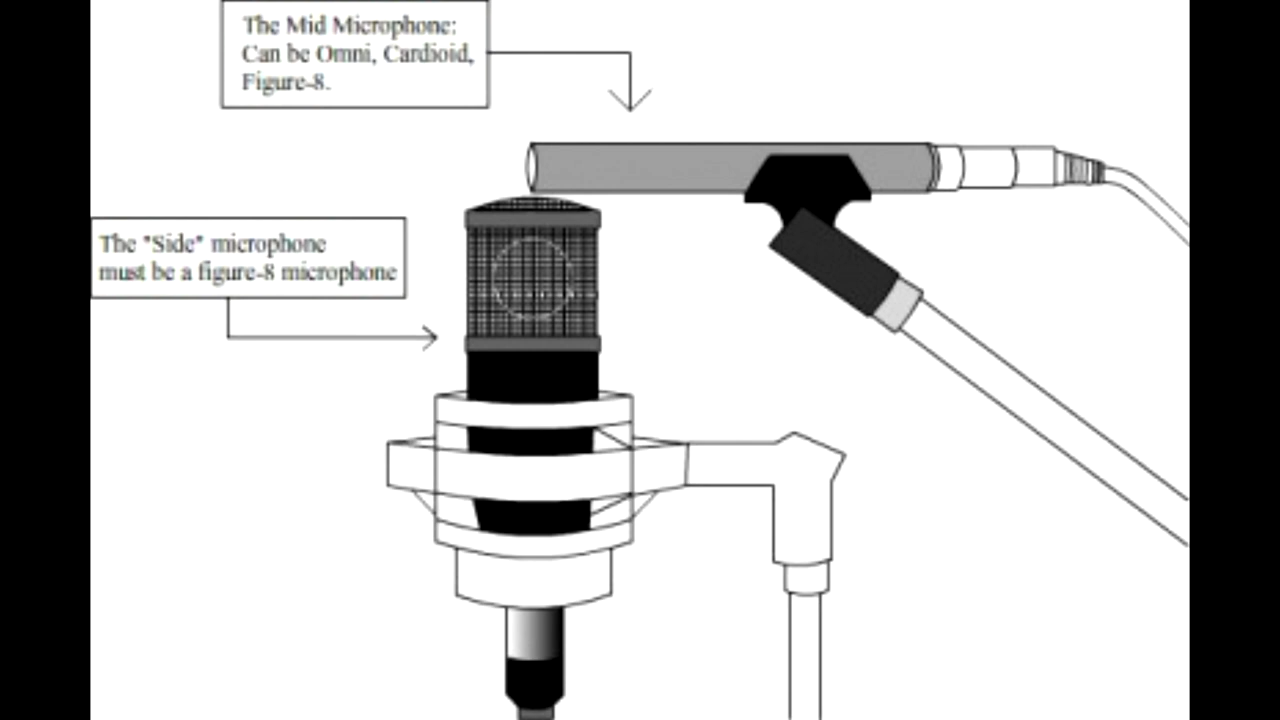 The Mid Microphone:
Can be Omni, Cardioid,
Figure-8.
The "Side" microphone
must be a figure-8 microphone